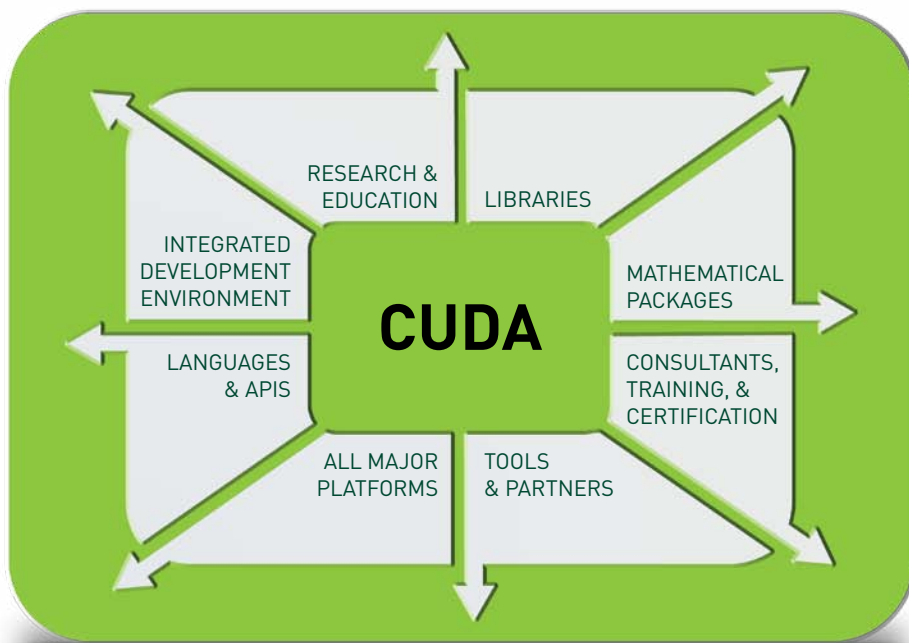 RESEARCH &
EDUCATION
LIBRARIES
INTEGRATED
DEVELOPMENT
ENVIRONMENT
MATHEMATICAL
PACKAGES
CUDA
LANGUAGES
& APIS
CONSULTANTS,
TRAINING, &
CERTIFICATION
ALL MAJOR
PLATFORMS
TOOLS
& PARTNERS